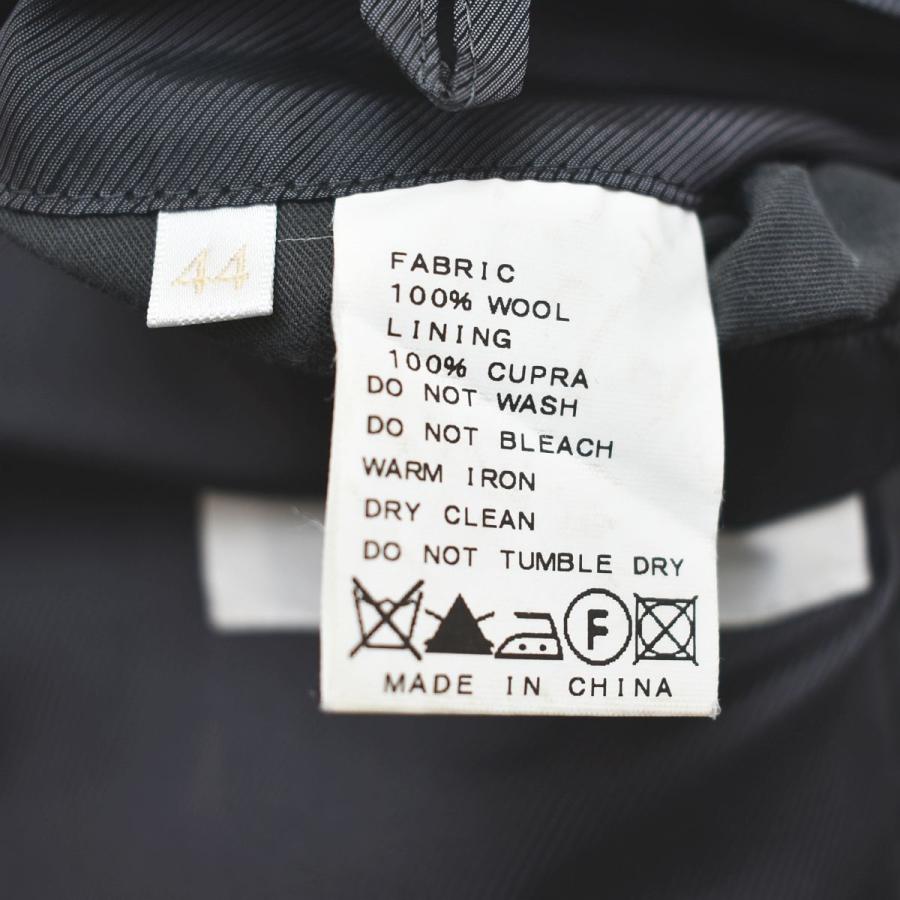 44
FABRIC
100% WOOL
LINING
100% CUPRA
DO NOT WASH
DO NOT BLEACH
WARM IRON
DRY CLEAN
DO NOT TUMBLE DRY
F
MADE IN CHINA